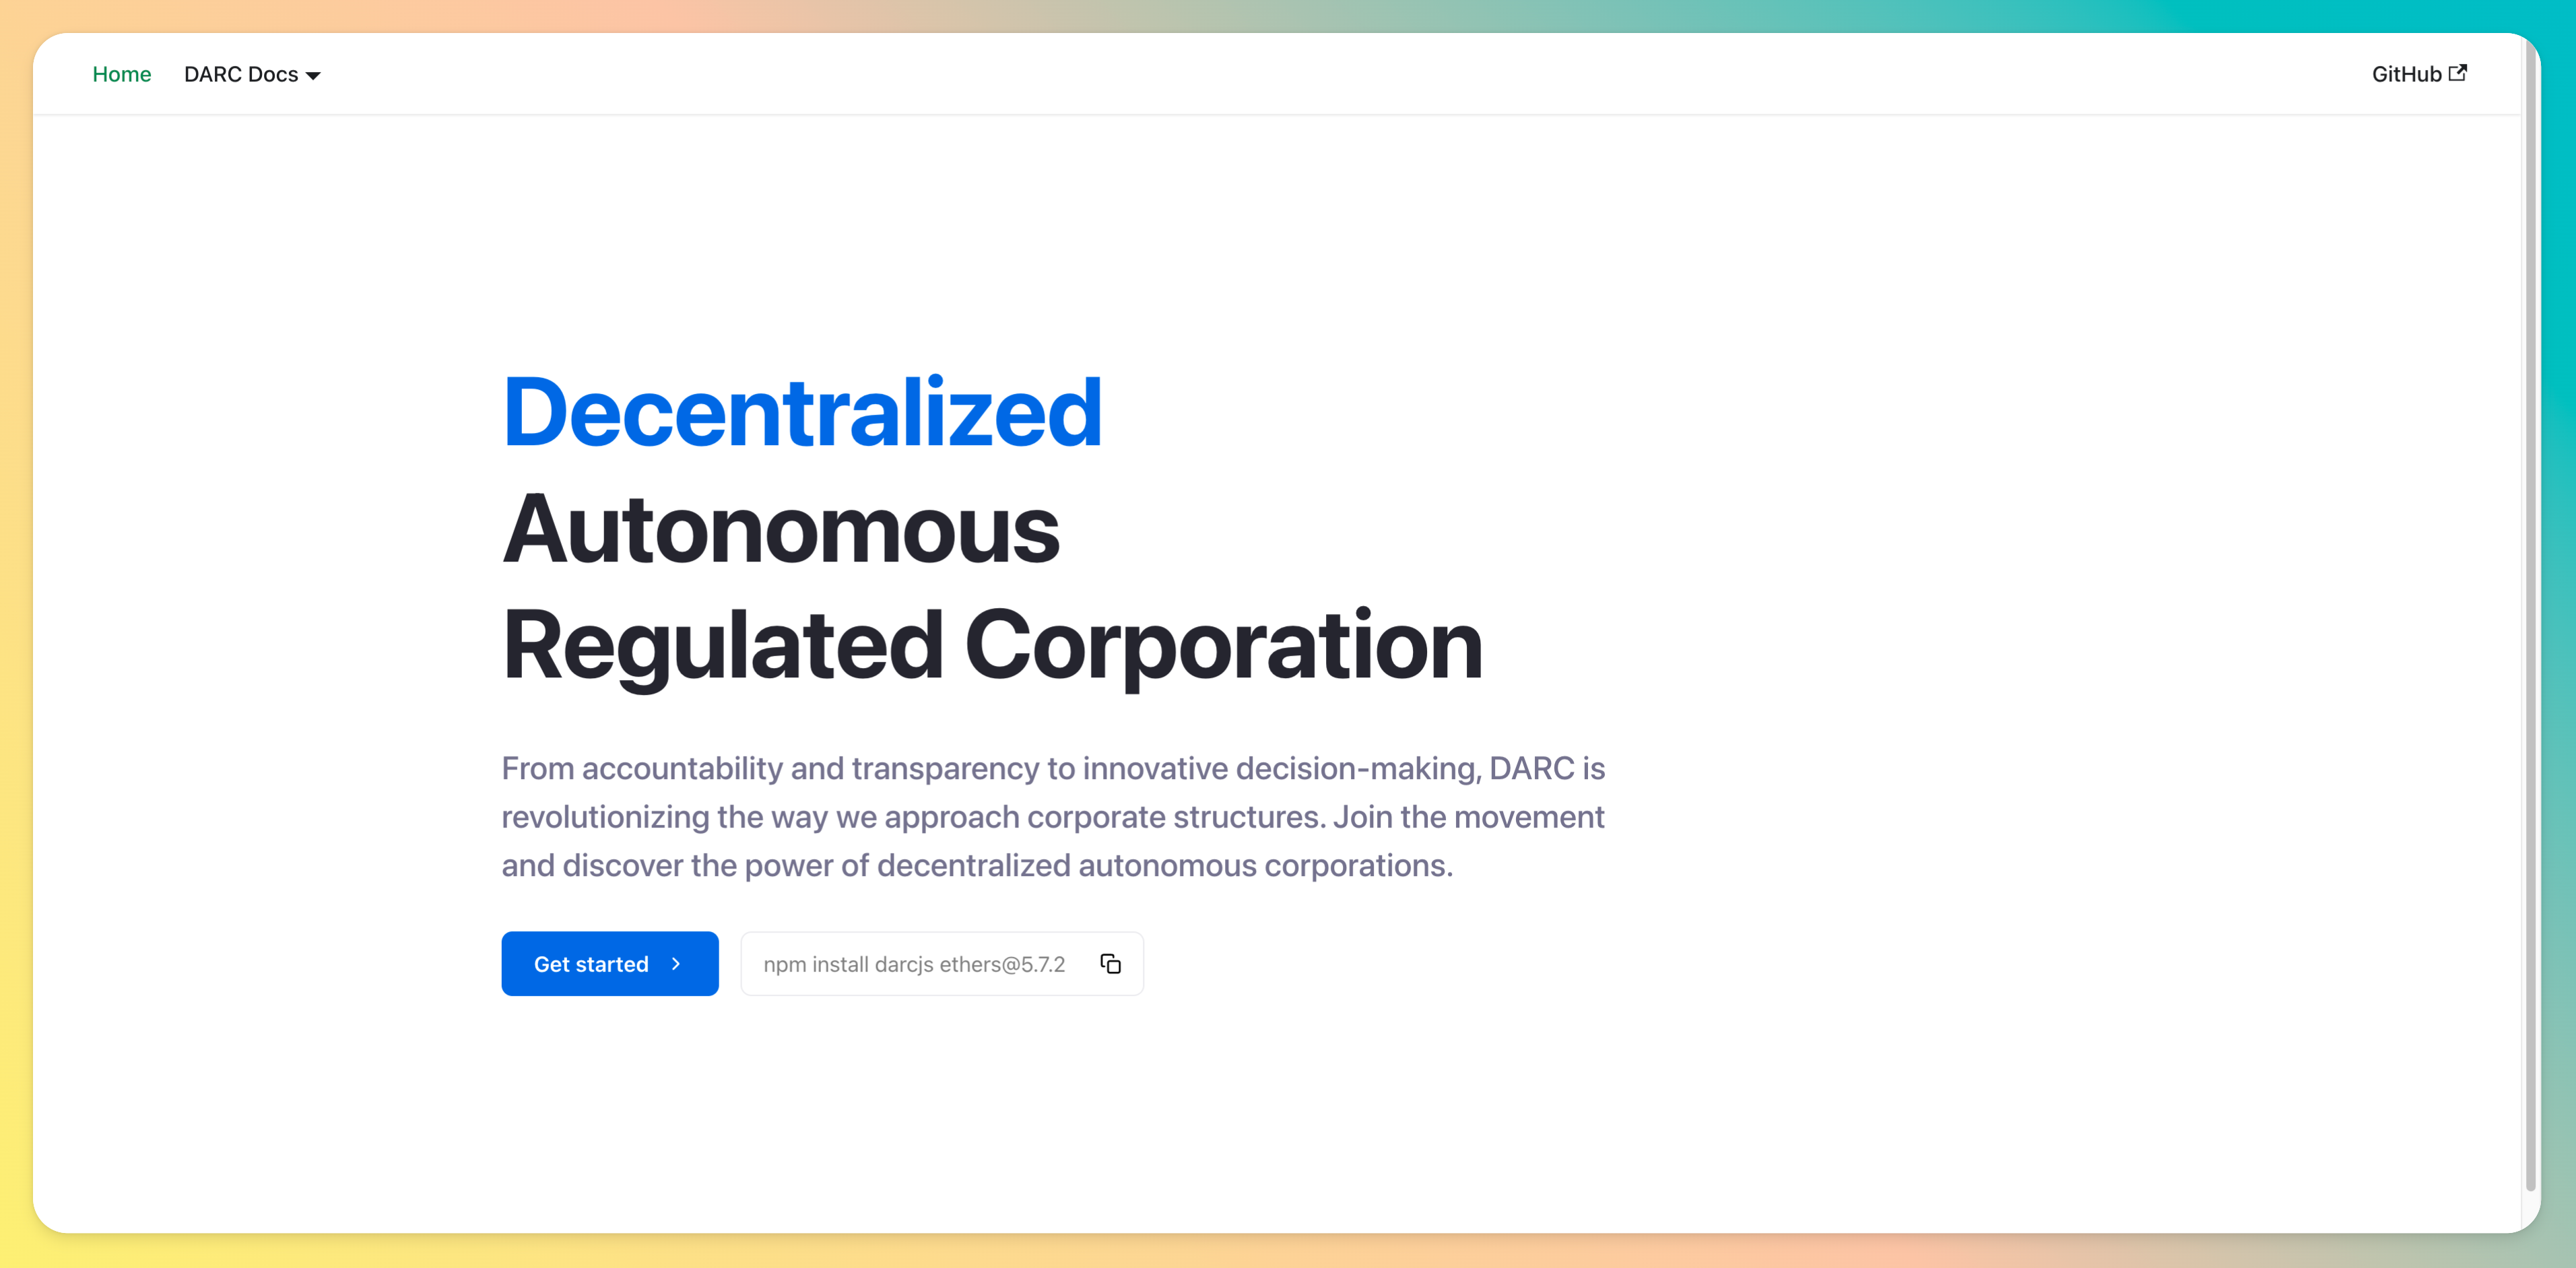 Home DARC Docs GitHub
Decentralized
Autonomous
Regulated Corporation
From accountability and transparency to innovative decision-making, DARC is
revolutionizing the way we approach corporate structures. Join the movement
and discover the power of decentralized autonomous corporations.
Get started npm install darcjs ethers@5.7.2